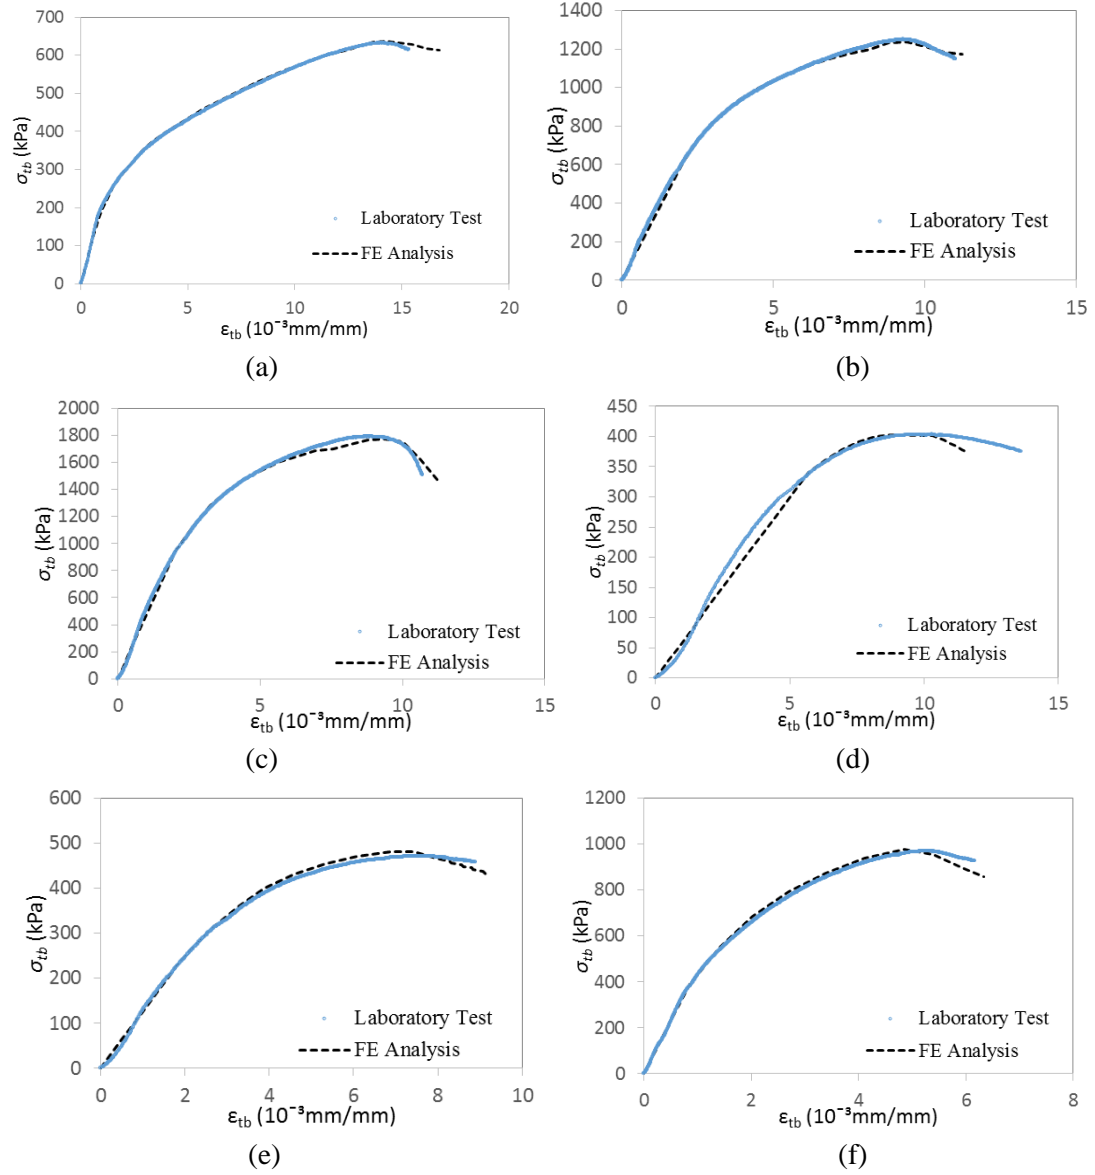 700
600
500
400
300
200
100
0
σtb (kPa)
0 5 10 15 20
εtb (10⁻³mm/mm)
Laboratory Test
FE Analysis
(a)
1400
1200
1000
800
600
400
200
0
σtb (kPa)
0 5 10 15
εtb (10⁻³mm/mm)
Laboratory Test
FE Analysis
(b)
2000
1800
1600
1400
1200
1000
800
600
400
200
0
σtb (kPa)
0 5 10 15
εtb (10⁻³mm/mm)
Laboratory Test
FE Analysis
(c)
450
400
350
300
250
200
150
100
50
0
σtb (kPa)
0 5 10 15
εtb (10⁻³mm/mm)
Laboratory Test
FE Analysis
(d)
600
500
400
300
200
100
0
σtb (kPa)
0 2 4 6 8 10
εtb (10⁻³mm/mm)
Laboratory Test
FE Analysis
(e)
1200
1000
800
600
400
200
0
σtb (kPa)
0 2 4 6 8
εtb (10⁻³mm/mm)
Laboratory Test
FE Analysis
(f)